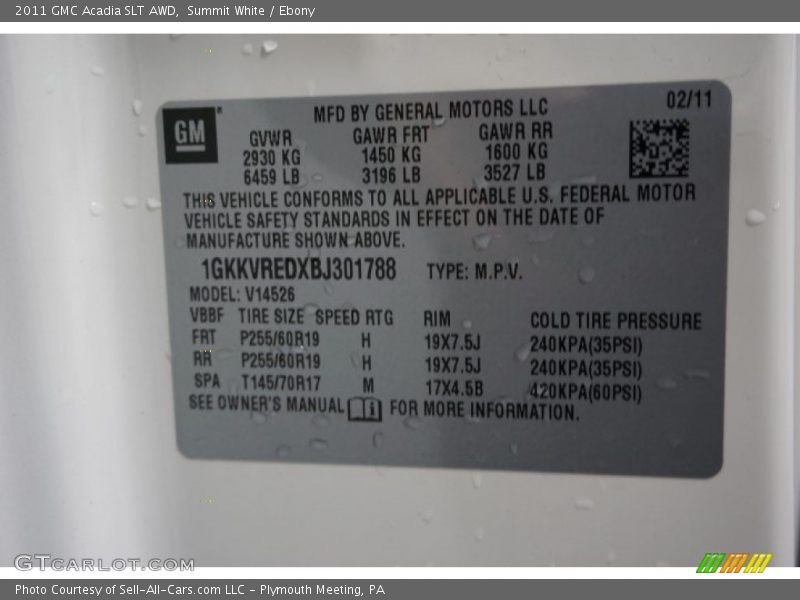 2011 GMC Acadia SLT AWD, Summit White / Ebony
GM
MFD BY GENERAL MOTORS LLC
02/11
GVWR GAWR FRT GAWR RR
2930 KG 1450 KG 1600 KG
6459 LB 3196 LB 3527 LB
THIS VEHICLE CONFORMS TO ALL APPLICABLE U.S. FEDERAL MOTOR
VEHICLE SAFETY STANDARDS IN EFFECT ON THE DATE OF
MANUFACTURE SHOWN ABOVE.
1GKKVREDXBJ301788 TYPE: M.P.V.
MODEL: V14526
VBBF TIRE SIZE SPEED RTG RIM COLD TIRE PRESSURE
FRT P255/60R19 H 19X7.5J 240KPA(35PSI)
RR P255/60R19 H 19X7.5J 240KPA(35PSI)
SPA T145/70R17 M 17X4.5B 420KPA(60PSI)
SEE OWNER'S MANUAL FOR MORE INFORMATION.
GTCARLOT.COM
Photo Courtesy of Sell-All-Cars.com LLC - Plymouth Meeting, PA